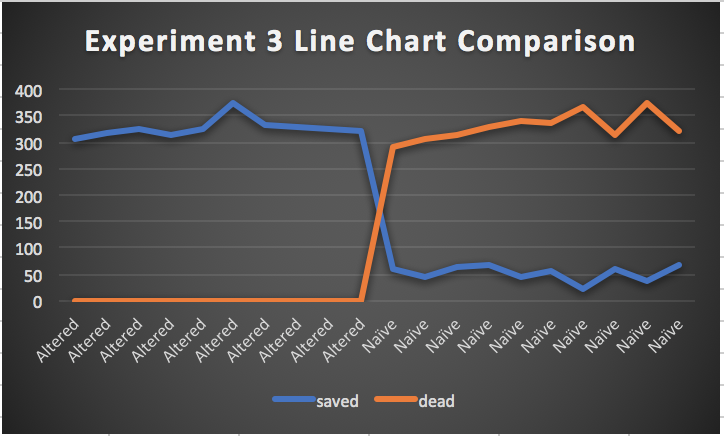 Experiment 3 Line Chart Comparison
400
350
300
250
200
150
100
50
0
Altered
Altered
Altered
Altered
Altered
Altered
Altered
Altered
Altered
Altered
Naïve
Naïve
Naïve
Naïve
Naïve
Naïve
Naïve
Naïve
Naïve
Naïve
saved dead